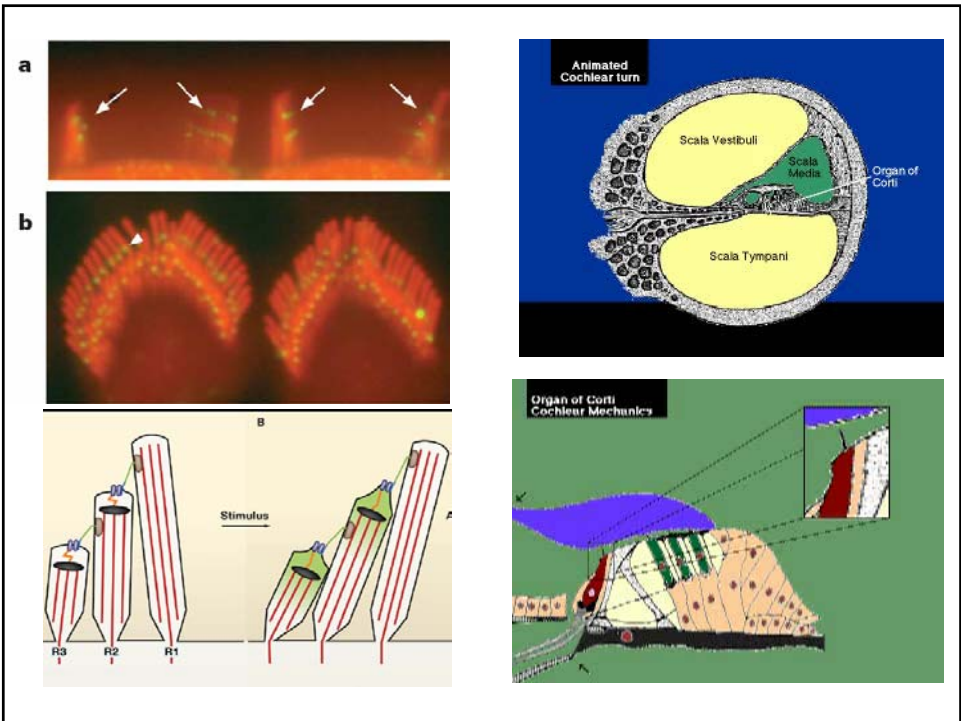 a
b
B
Stimulus
A
R3 R2 R1
Animated
Cochlear turn
Scala Vestibuli
Scala
Media
Organ of
Corti
Scala Tympani
Organ of Corti
Cochleur Mechanics